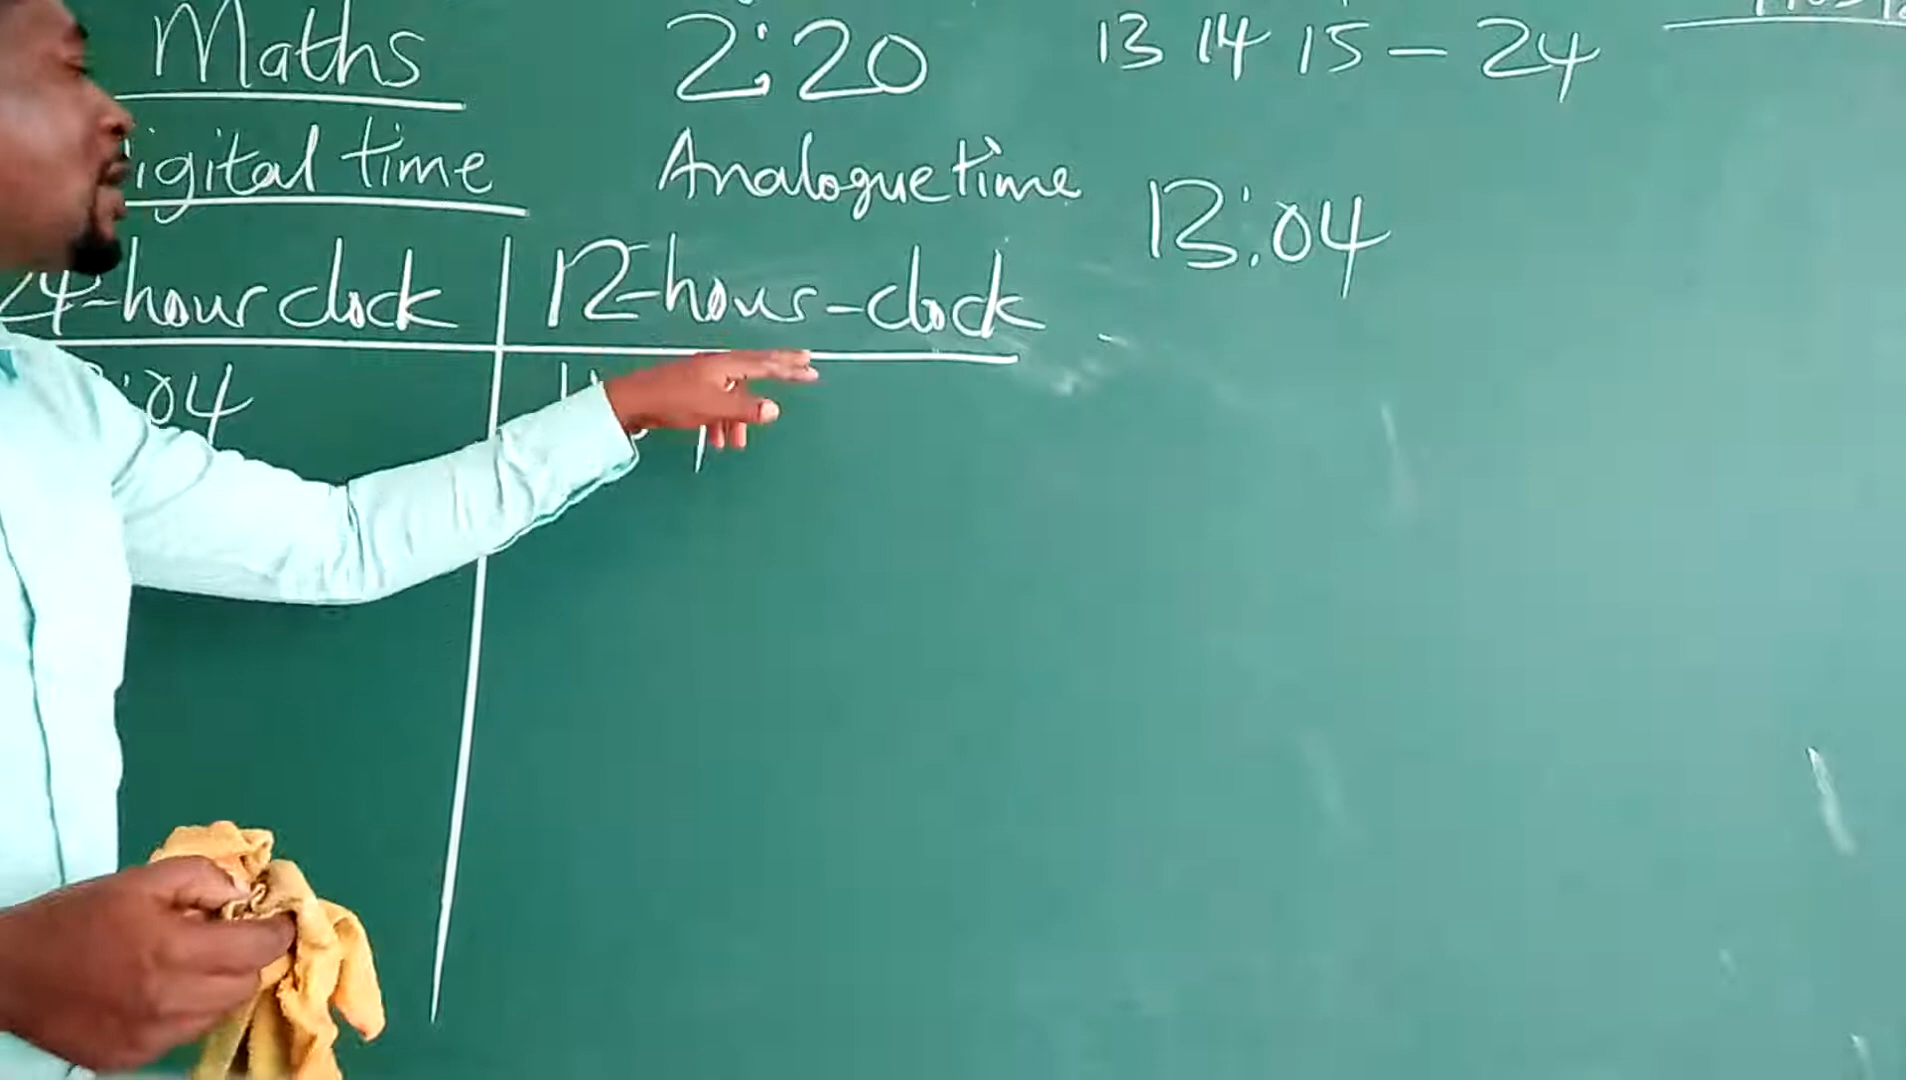 Maths
2:20
13 14 15 - 24
igital time
Analogue time
13:04
24-hour clock
12-hour-clock
:04